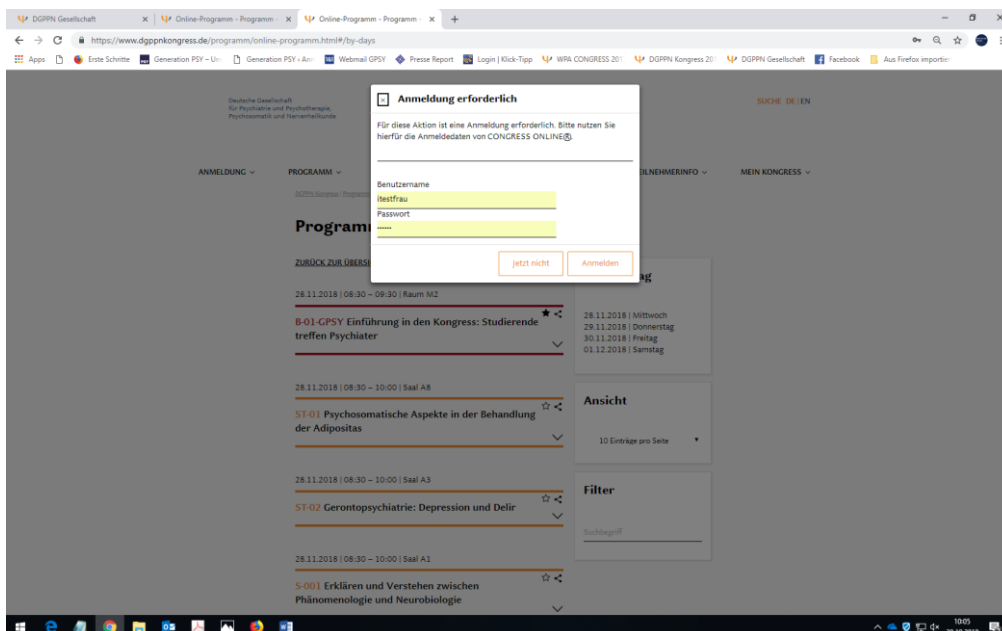 DGPPN Gesellschaft
Online-Programm - Programm -
Online-Programm - Programm -
https://www.dgppnkongress.de/programm/online-programm.html#/by-days
Apps
Erste Schritte
Generation PSY – Un
Generation PSY
Webmail GPSY
Presse Report
Login | Klick-Tipp
WPA CONGRESS 201
DGPPN Kongress 201
DGPPN Gesellschaft
Facebook
Aus Firefox importier
Deutsche Gesellschaft
für Psychiatrie und Psychotherapie,
Psychosomatik und Nervenheilkunde
SUCHE DE | EN
Anmeldung erforderlich
Für diese Aktion ist eine Anmeldung erforderlich. Bitte nutzen Sie
hierfür die Anmeldedaten von CONGRESS ONLINE®.
Benutzername
itestfrau
Passwort
Jetzt nicht
Anmelden
ANMELDUNG
PROGRAMM
EILNEHMERINFO
MEIN KONGRESS
DGPPN Kongress / Programm
Program
ZURÜCK ZUR ÜBERS
28.11.2018 | 08:30 – 09:30 | Raum M2
B-01-GPSY Einführung in den Kongress: Studierende
treffen Psychiater
28.11.2018 | 08:30 – 10:00 | Saal A8
ST-01 Psychosomatische Aspekte in der Behandlung
der Adipositas
28.11.2018 | 08:30 – 10:00 | Saal A3
ST-02 Gerontopsychiatrie: Depression und Delir
28.11.2018 | 08:30 – 10:00 | Saal A1
S-001 Erklären und Verstehen zwischen
Phänomenologie und Neurobiologie
ag
28.11.2018 | Mittwoch
29.11.2018 | Donnerstag
30.11.2018 | Freitag
01.12.2018 | Samstag
Ansicht
10 Einträge pro Seite
Filter
Suchbegriff
10:05